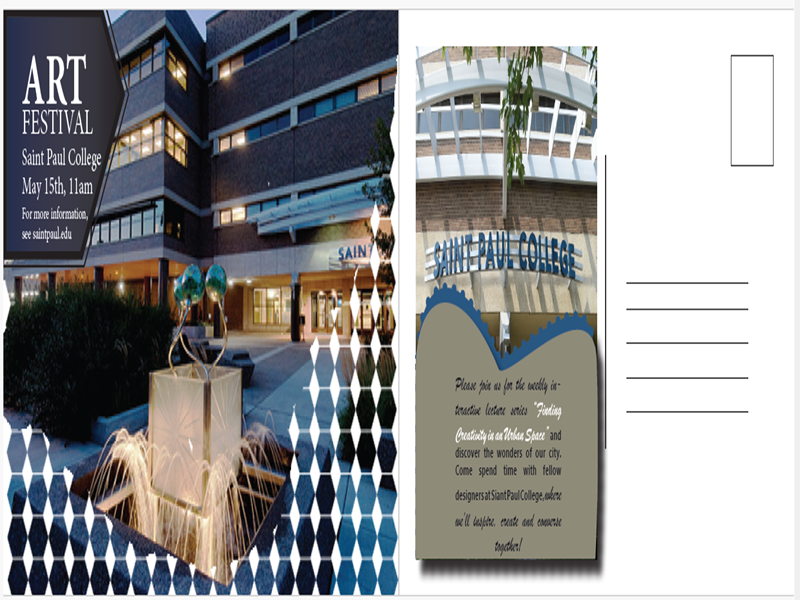 ART
FESTIVAL
Saint Paul College
May 15th, 11am
For more information,
see saintpaul.edu
SAINT
SAINT PAUL COLLEGE
Please join us for the weekly in-
teractive lecture series "Finding
Creativity in an Urban Space" and
discover the wonders of our city.
Come spend time with fellow
designers at Siant Paul College, where
we'll inspire, create and converse
together!